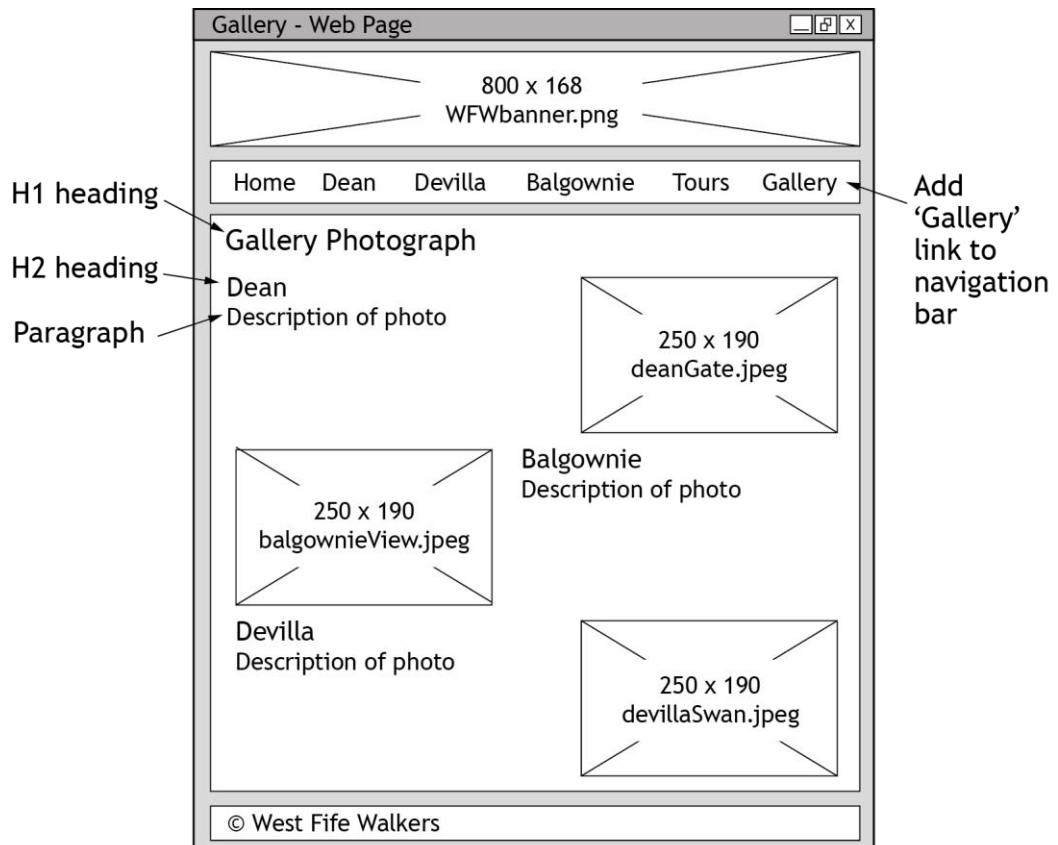 Gallery - Web Page
800 x 168
WFWbanner.png
Home Dean Devilla Balgownie Tours Gallery
Add
‘Gallery’
link to
navigation
bar
H1 heading
Gallery Photograph
H2 heading
Dean
Paragraph
Description of photo
250 x 190
deanGate.jpeg
250 x 190
balgownieView.jpeg
Balgownie
Description of photo
Devilla
Description of photo
250 x 190
devillaSwan.jpeg
© West Fife Walkers